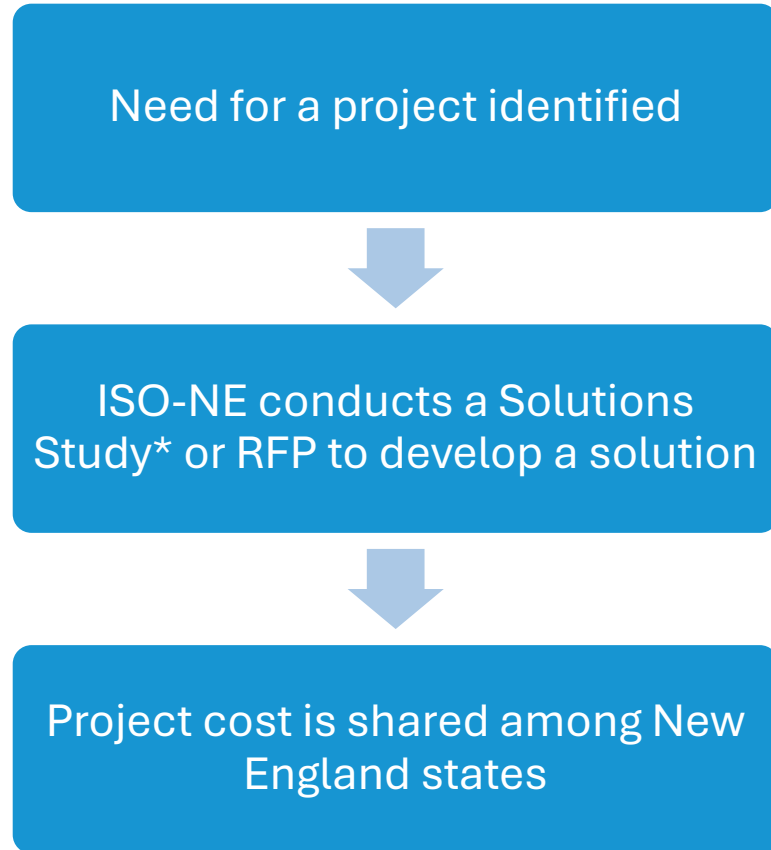 Need for a project identified
ISO-NE conducts a Solutions
Study* or RFP to develop a solution
Project cost is shared among New
England states